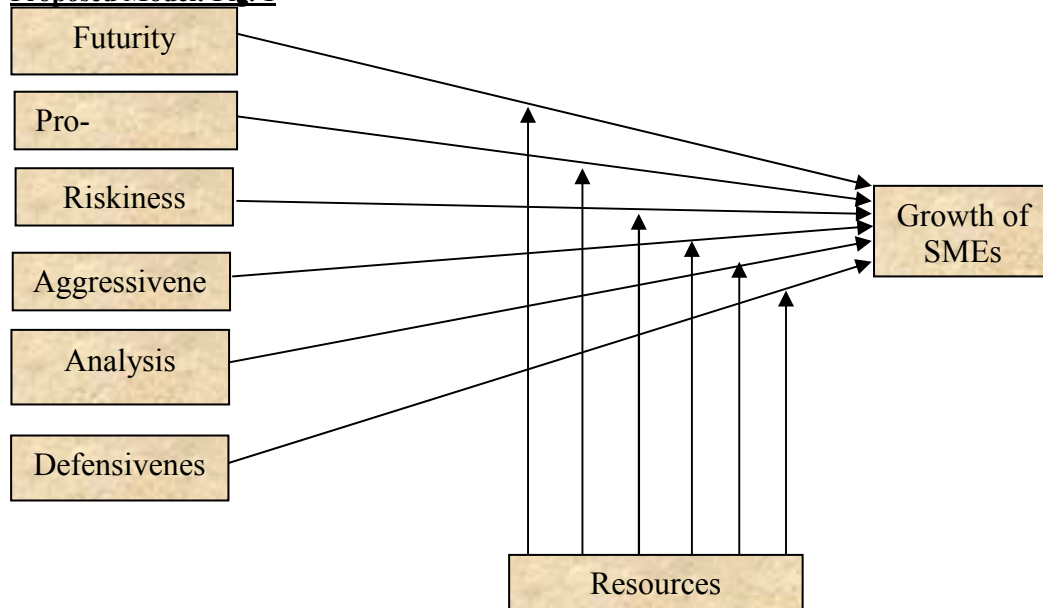 Proposed Model: Fig. 1
Futurity
Pro-
Riskiness
Aggressivene
Analysis
Defensivenes
Growth of
SMEs
Resources